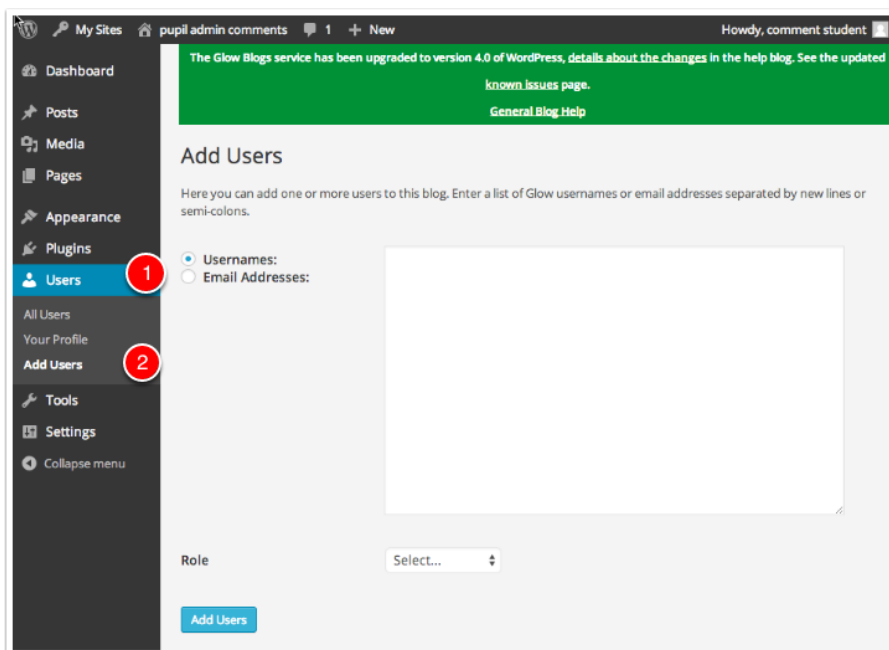 My Sites pupil admin comments 1 + New Howdy, comment student
The Glow Blogs service has been upgraded to version 4.0 of WordPress, details about the changes in the help blog. See the updated
known issues page.
General Blog Help
Dashboard
Posts
Media
Pages
Appearance
Plugins
Users 1
All Users
Your Profile
Add Users 2
Tools
Settings
Collapse menu
Add Users
Here you can add one or more users to this blog. Enter a list of Glow usernames or email addresses separated by new lines or
semi-colons.
Usernames:
Email Addresses:
Role Select...
Add Users